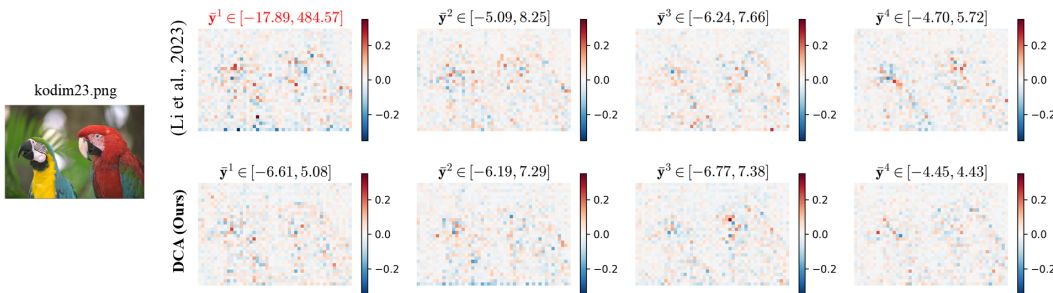 kodim23.png
(Li et al., 2023)
ȳ¹ ∈ [−17.89, 484.57]
0.2
0.0
−0.2
ȳ² ∈ [−5.09, 8.25]
0.2
0.0
−0.2
ȳ³ ∈ [−6.24, 7.66]
0.2
0.0
−0.2
ȳ⁴ ∈ [−4.70, 5.72]
0.2
0.0
−0.2
DCA (Ours)
ȳ¹ ∈ [−6.61, 5.08]
0.2
0.0
−0.2
ȳ² ∈ [−6.19, 7.29]
0.2
0.0
−0.2
ȳ³ ∈ [−6.77, 7.38]
0.2
0.0
−0.2
ȳ⁴ ∈ [−4.45, 4.43]
0.2
0.0
−0.2